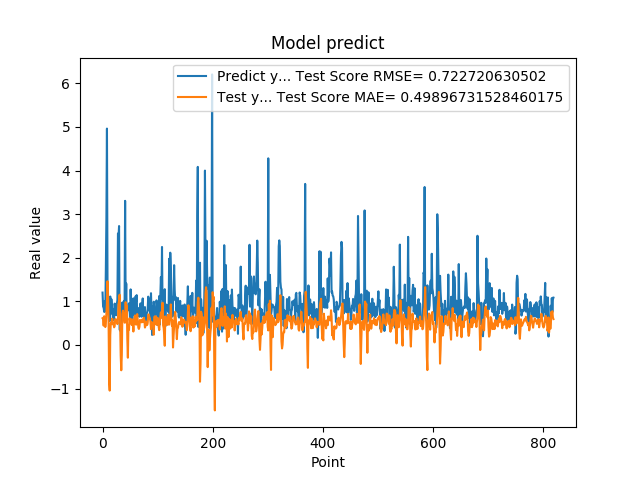 Model predict
Predict y... Test Score RMSE= 0.722720630502
Test y... Test Score MAE= 0.49896731528460175
Real value
6
5
4
3
2
1
0
−1
0 200 400 600 800
Point